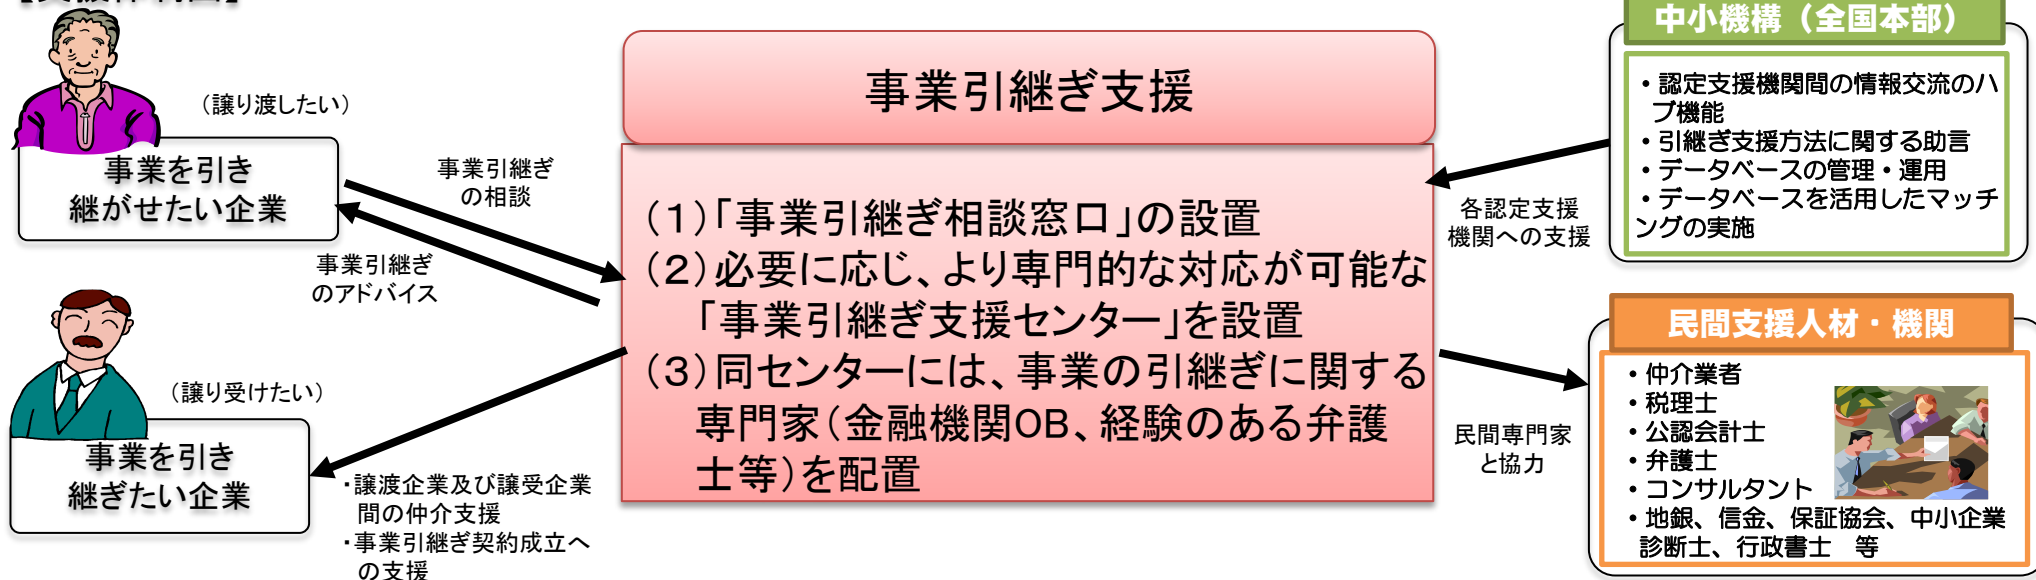 【支援体制図】
（譲り渡したい）
事業を引き
継がせたい企業
事業引継ぎ
の相談
事業引継ぎ
のアドバイス
（譲り受けたい）
事業を引き
継ぎたい企業
・譲渡企業及び譲受企業
間の仲介支援
・事業引継ぎ契約成立へ
の支援
事業引継ぎ支援
（１）「事業引継ぎ相談窓口」の設置
（２）必要に応じ、より専門的な対応が可能な
「事業引継ぎ支援センター」を設置
（３）同センターには、事業の引継ぎに関する
専門家（金融機関OB、経験のある弁護
士等）を配置
各認定支援
機関への支援
民間専門家
と協力
中小機構（全国本部）
・認定支援機関間の情報交流のハ
ブ機能
・引継ぎ支援方法に関する助言
・データベースの管理・運用
・データベースを活用したマッチ
ングの実施
民間支援人材・機関
・仲介業者
・税理士
・公認会計士
・弁護士
・コンサルタント
・地銀、信金、保証協会、中小企業
診断士、行政書士　等